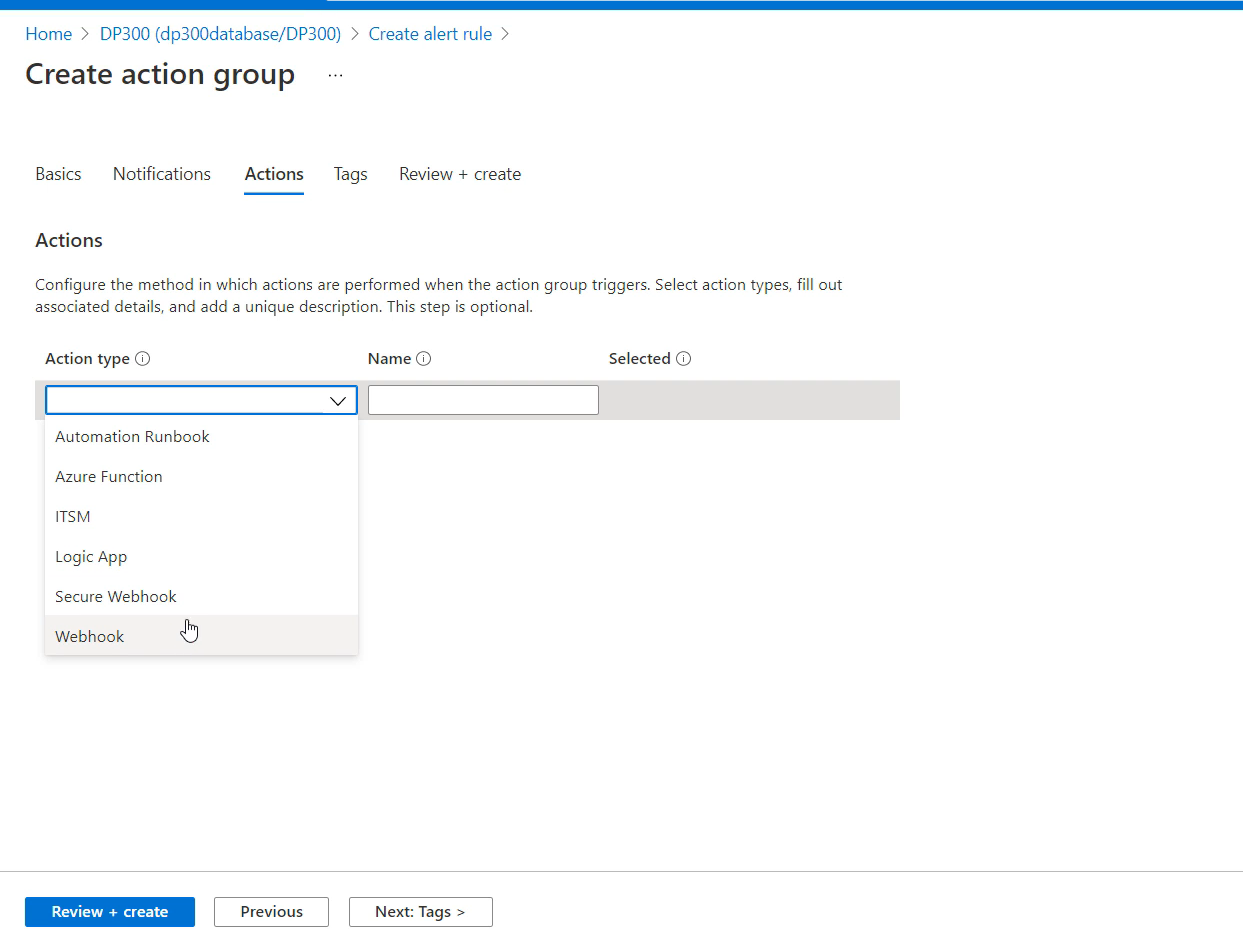 Home > DP300 (dp300database/DP300) > Create alert rule >
Create action group ...
Basics Notifications Actions Tags Review + create
Actions
Configure the method in which actions are performed when the action group triggers. Select action types, fill out
associated details, and add a unique description. This step is optional.
Action type Name Selected
Automation Runbook
Azure Function
ITSM
Logic App
Secure Webhook
Webhook
Review + create Previous Next: Tags >